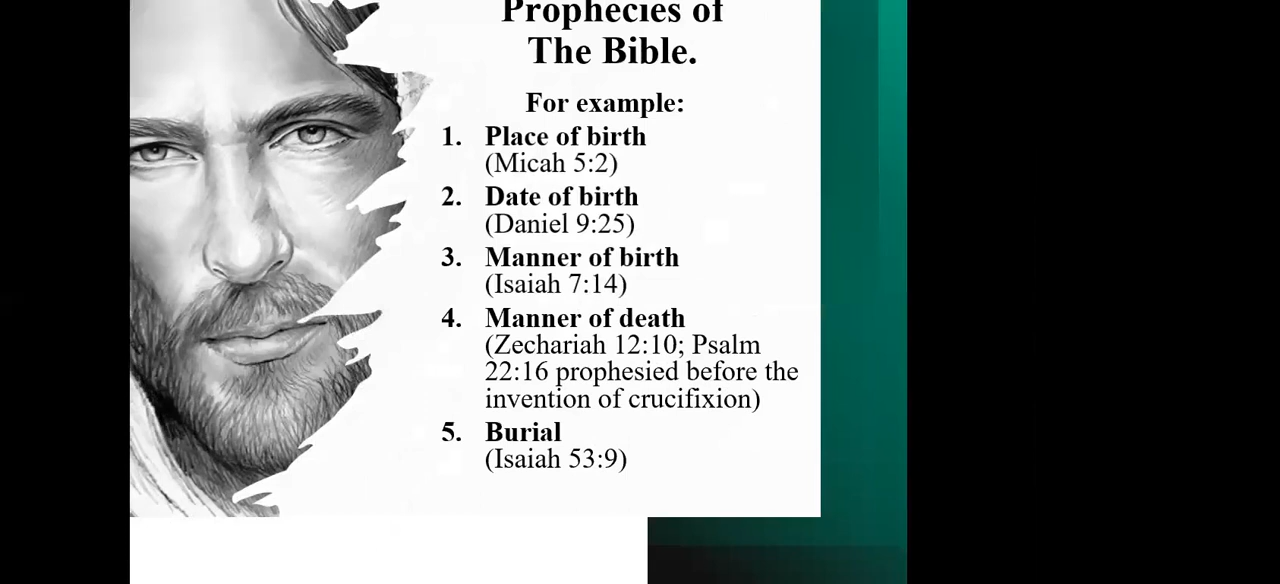 Prophecies of
The Bible.
For example:
1. Place of birth
(Micah 5:2)
2. Date of birth
(Daniel 9:25)
3. Manner of birth
(Isaiah 7:14)
4. Manner of death
(Zechariah 12:10; Psalm
22:16 prophesied before the
invention of crucifixion)
5. Burial
(Isaiah 53:9)